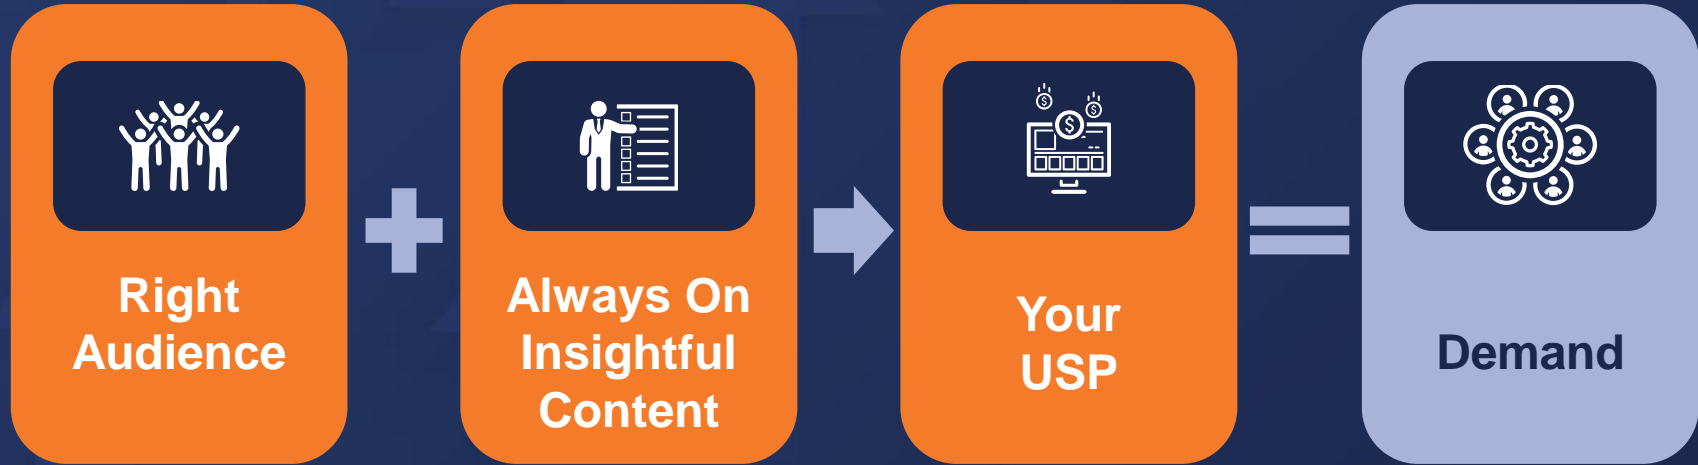 Right
Audience
Always On
Insightful
Content
Your
USP
Demand